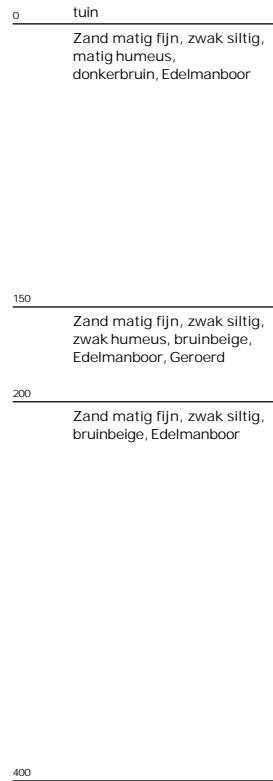 0 tuin
Zand matig fijn, zwak siltig,
matig humeus,
donkerbruin, Edelmanboor
150
Zand matig fijn, zwak siltig,
zwak humeus, bruinbeige,
Edelmanboor, Geroerd
200
Zand matig fijn, zwak siltig,
bruinbeige, Edelmanboor
400